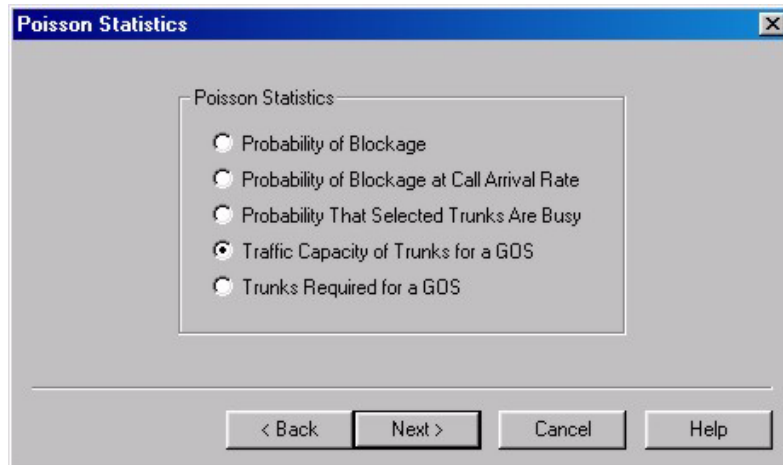 Poisson Statistics
Poisson Statistics
Probability of Blockage
Probability of Blockage at Call Arrival Rate
Probability That Selected Trunks Are Busy
Traffic Capacity of Trunks for a GOS
Trunks Required for a GOS
< Back Next > Cancel Help